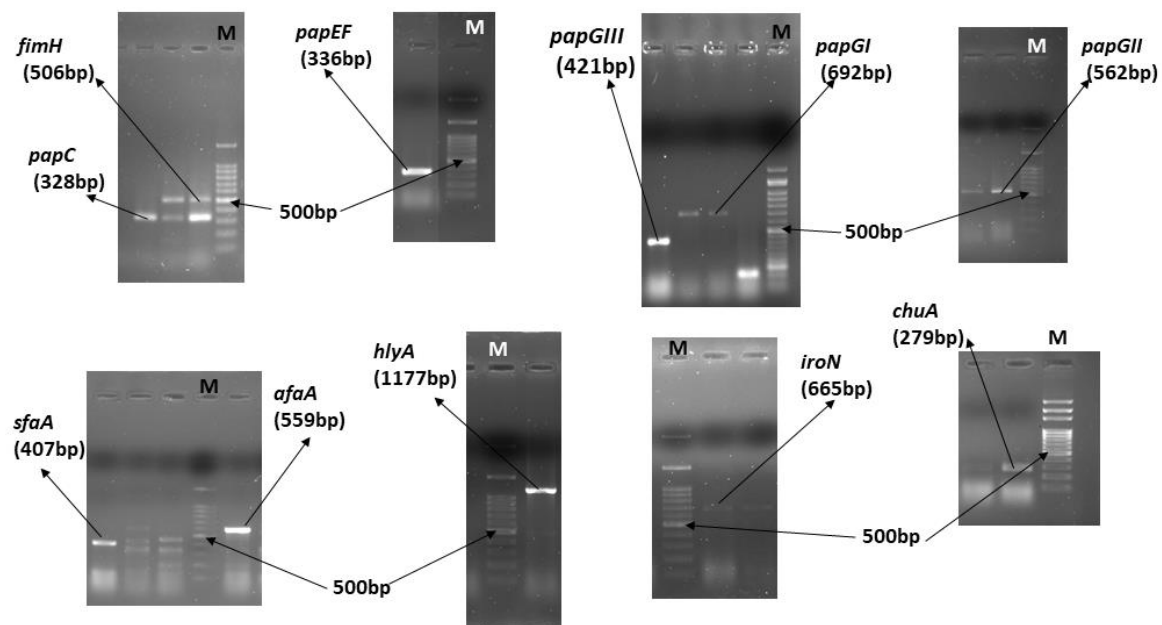 M
fimH
(506bp)
papC
(328bp)
M
papEF
(336bp)
500bp
M
papGIII
(421bp)
papGI
(692bp)
M
papGII
(562bp)
500bp
M
sfaA
(407bp)
afaA
(559bp)
M
hlyA
(1177bp)
500bp
M
iroN
(665bp)
M
chuA
(279bp)
500bp